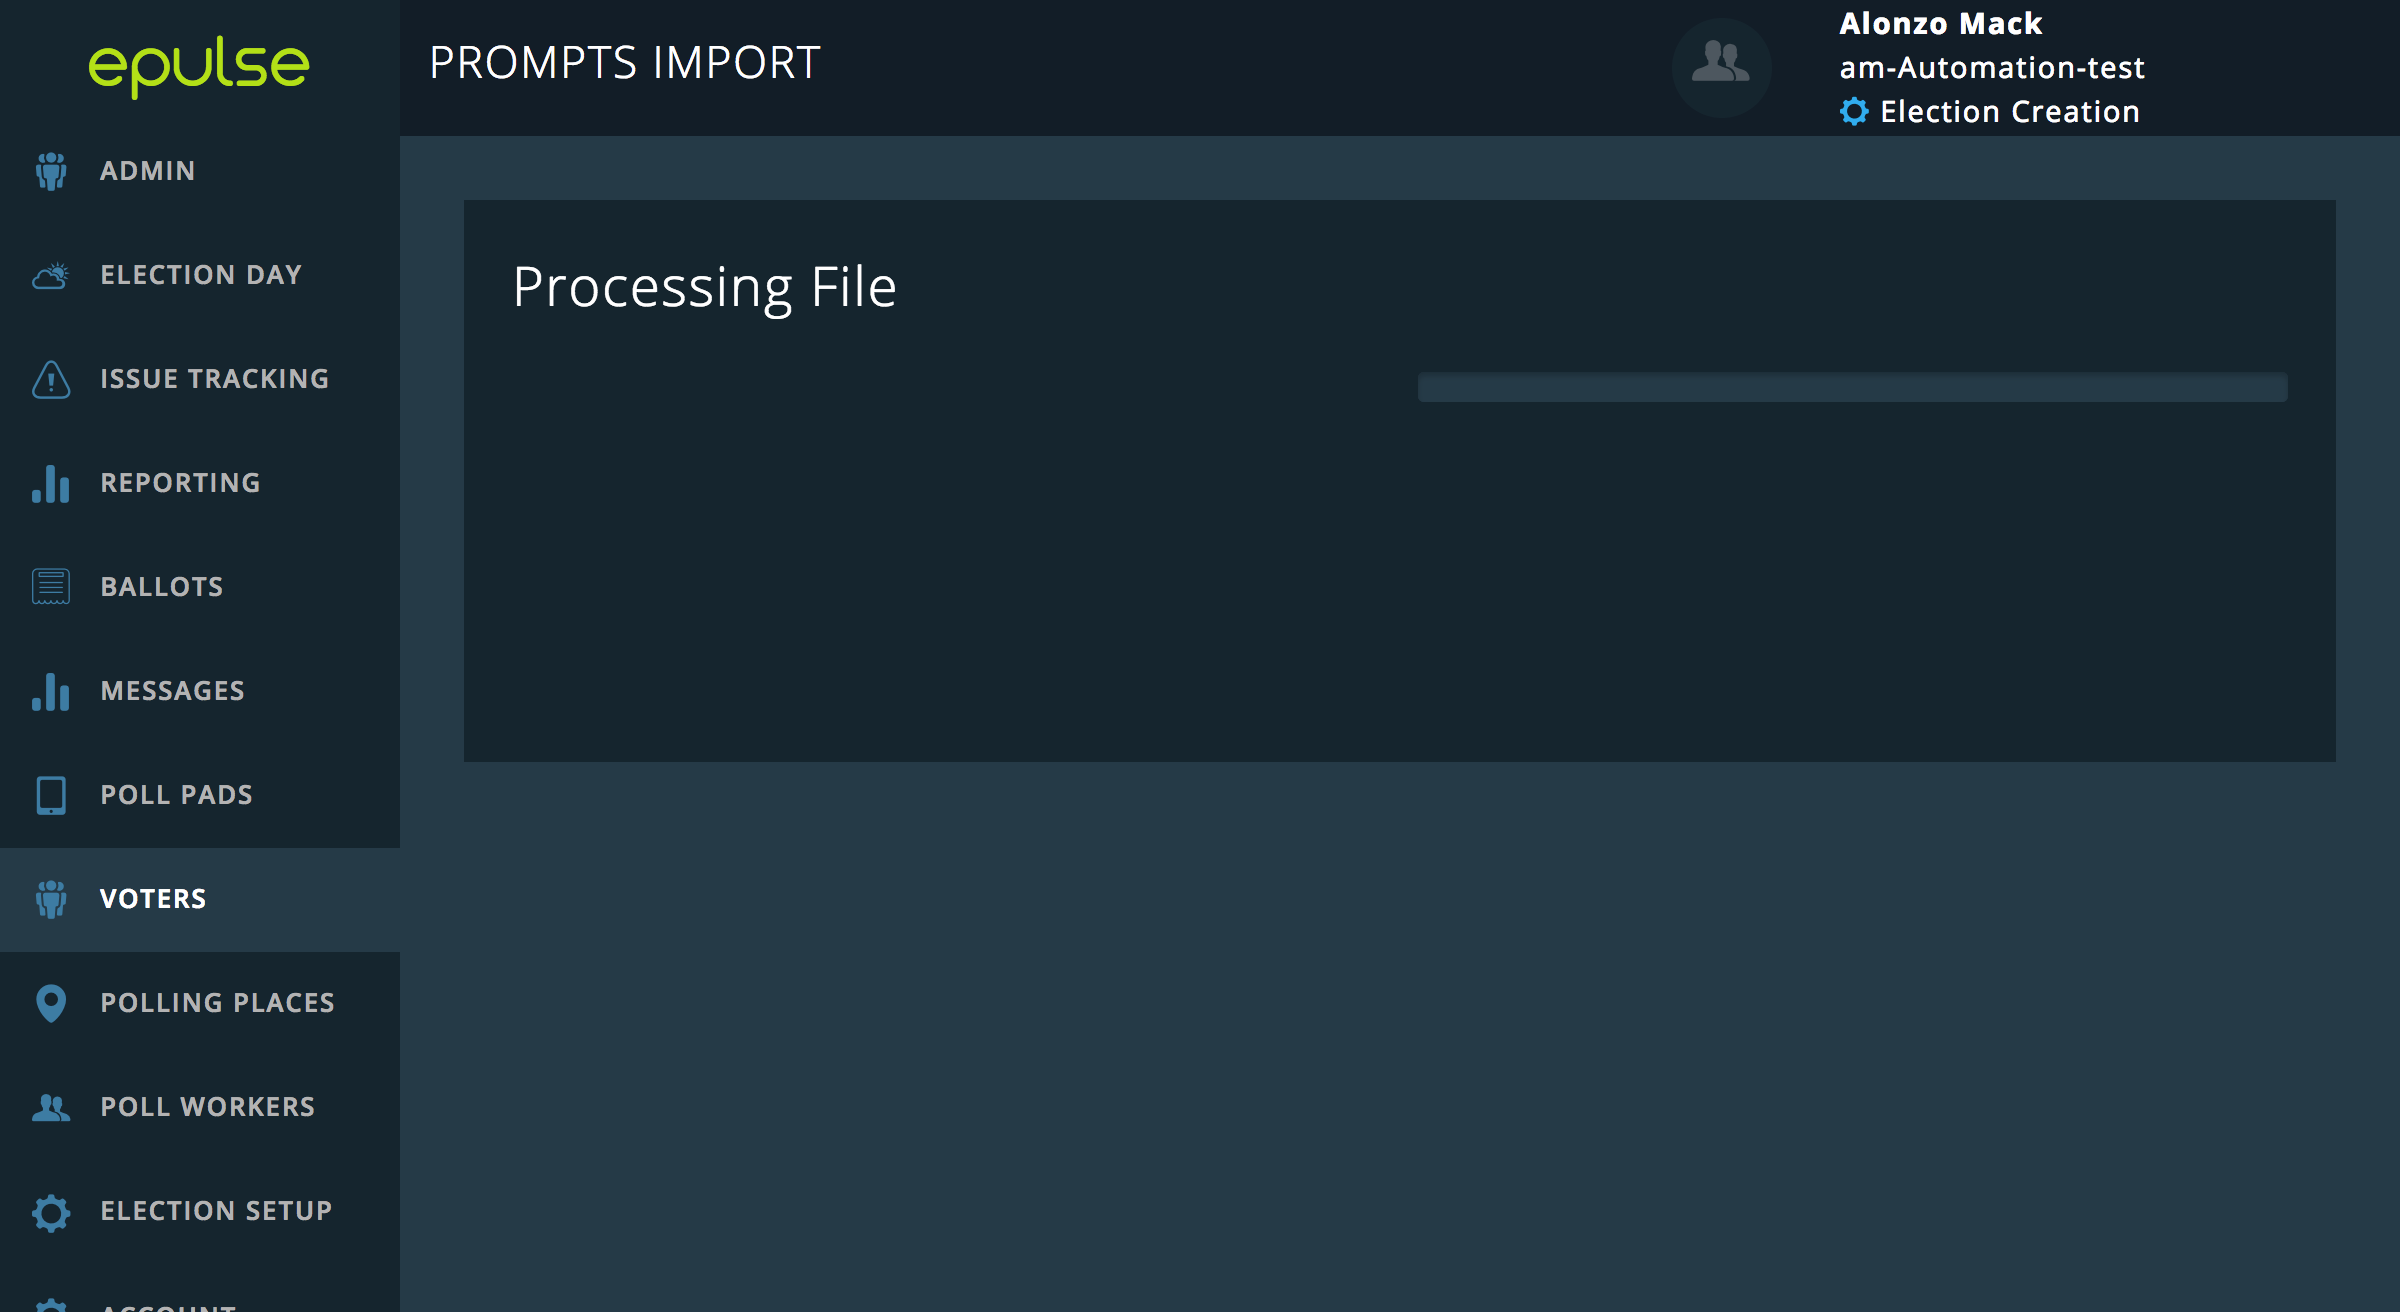 epulse
PROMPTS IMPORT
Alonzo Mack
am-Automation-test
Election Creation
ADMIN
ELECTION DAY
ISSUE TRACKING
REPORTING
BALLOTS
MESSAGES
POLL PADS
VOTERS
POLLING PLACES
POLL WORKERS
ELECTION SETUP
ACCOUNT
Processing File